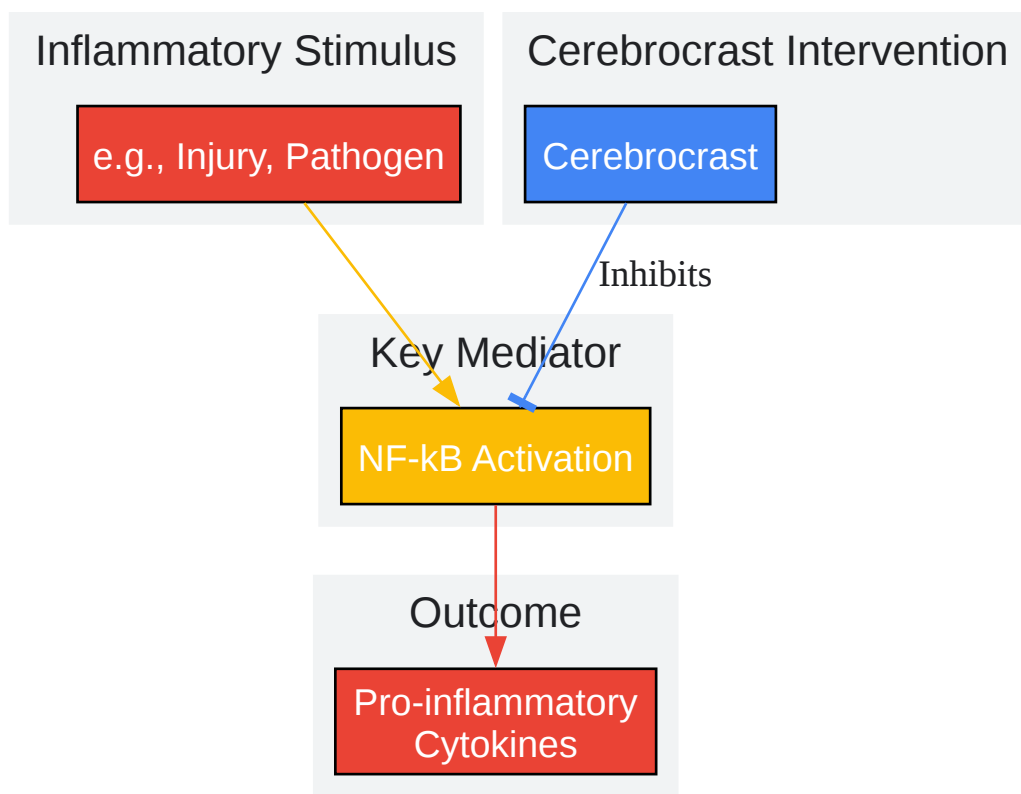 Inflammatory Stimulus
e.g., Injury, Pathogen
Cerebrocrast Intervention
Cerebrocrast
Inhibits
Key Mediator
NF-kB Activation
Outcome
Pro-inflammatory
Cytokines